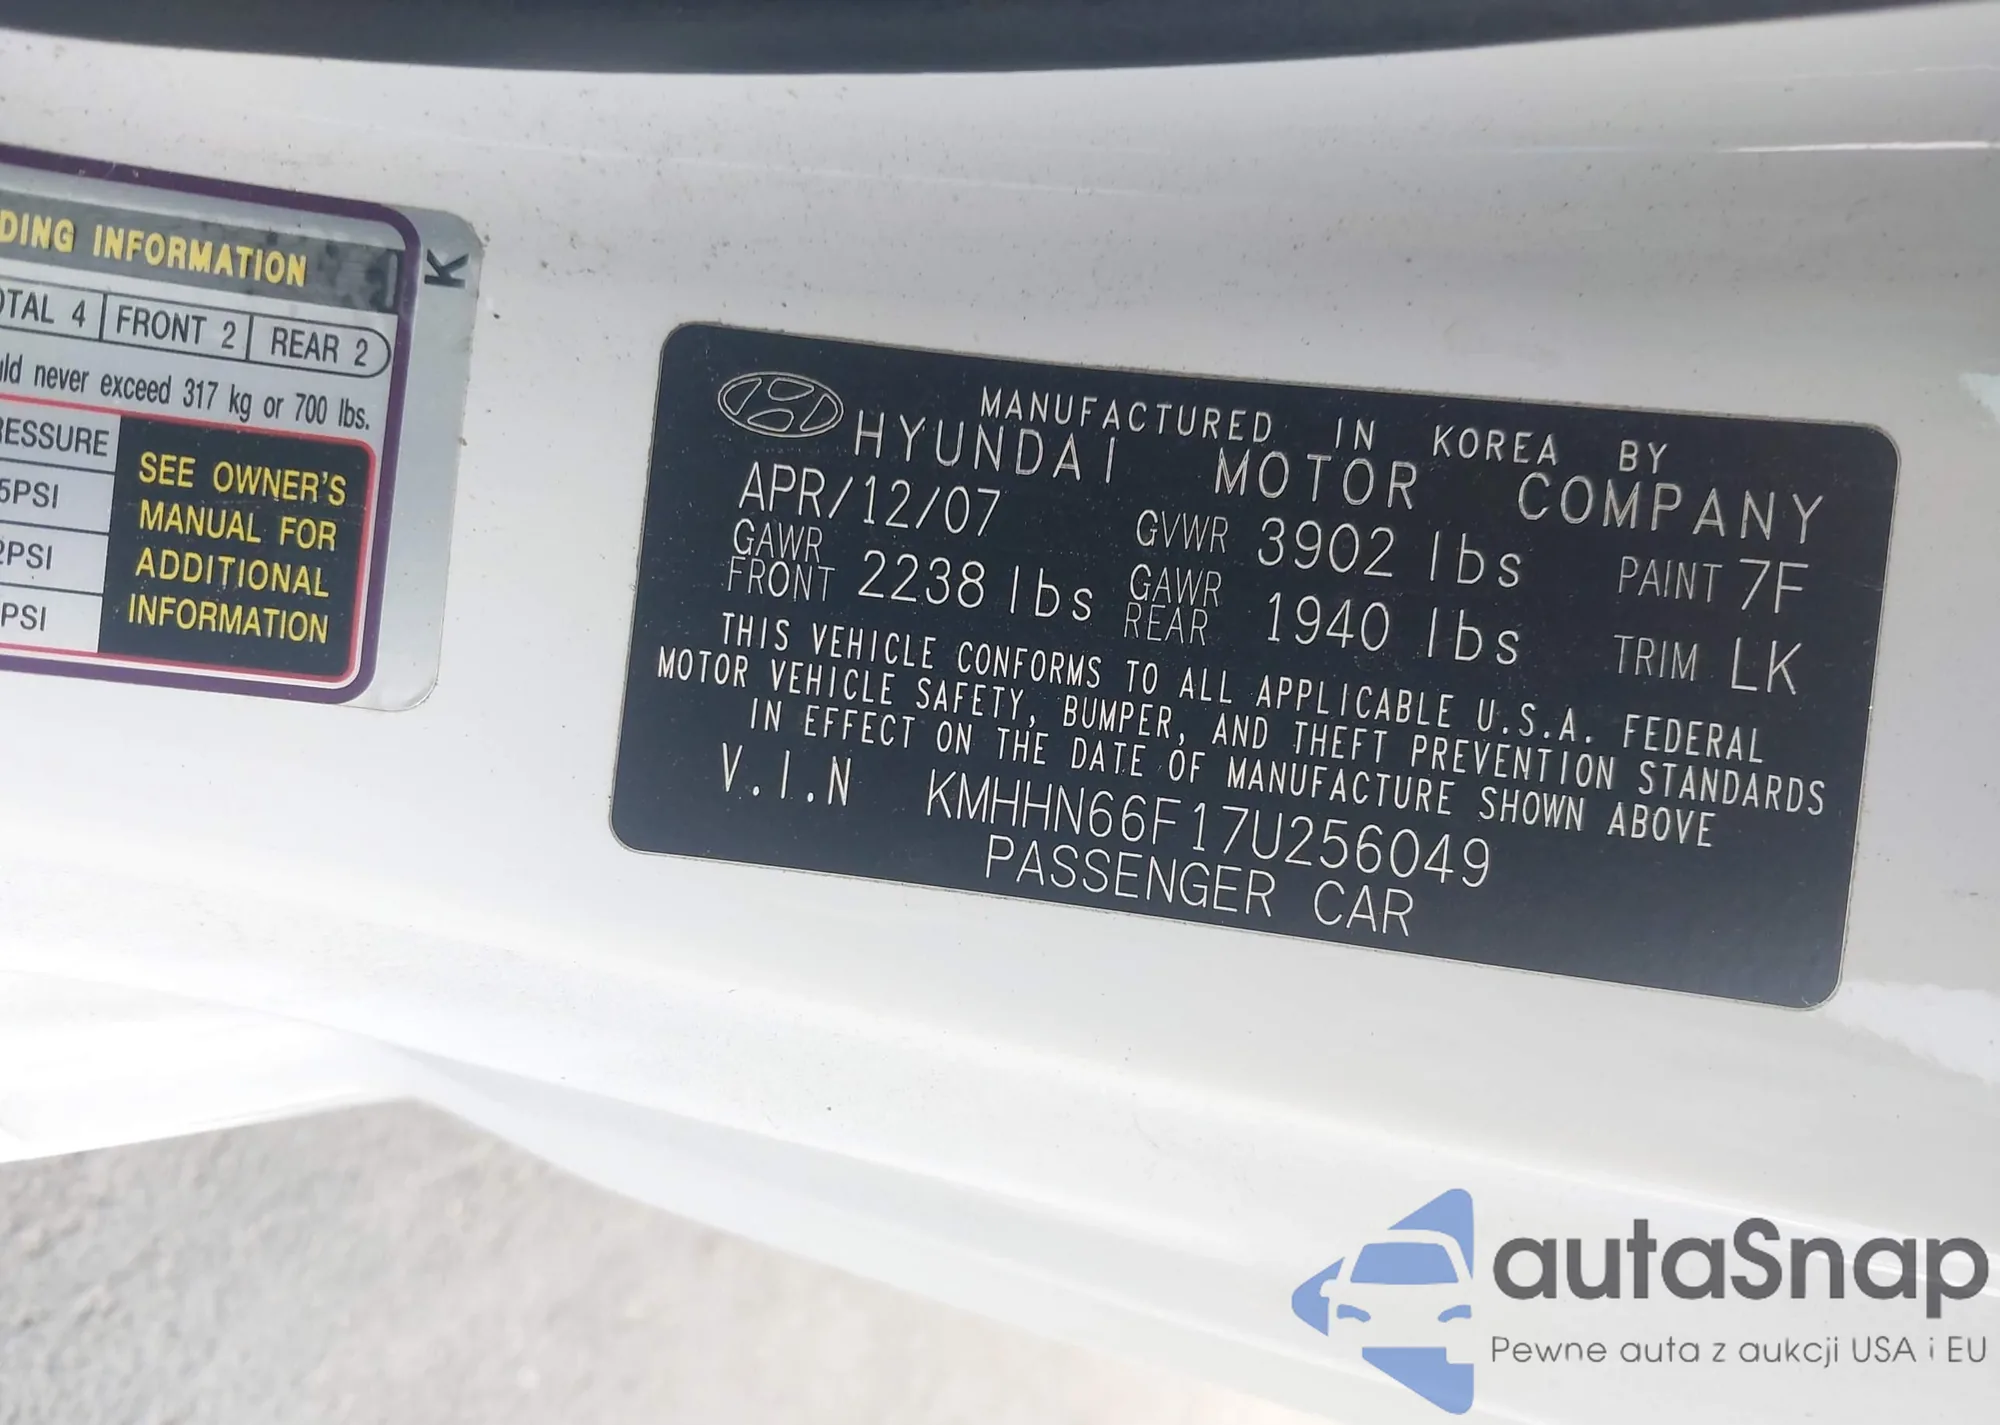 DING INFORMATION
K
OTAL 4 FRONT 2 REAR 2
uld never exceed 317 kg or 700 lbs.
RESSURE
5PSI
2PSI
PSI
SEE OWNER'S
MANUAL FOR
ADDITIONAL
INFORMATION
MANUFACTURED IN KOREA BY
HYUNDAI MOTOR COMPANY
APR/12/07 GVWR 3902 lbs PAINT 7F
GAWR FRONT 2238 lbs GAWR REAR 1940 lbs TRIM LK
THIS VEHICLE CONFORMS TO ALL APPLICABLE U.S.A. FEDERAL
MOTOR VEHICLE SAFETY, BUMPER, AND THEFT PREVENTION STANDARDS
IN EFFECT ON THE DATE OF MANUFACTURE SHOWN ABOVE
V.I.N KMHHN66F17U256049
PASSENGER CAR
autaSnap
Pewne auta z aukcji USA i EU